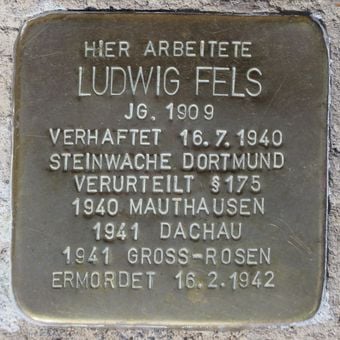 HIER ARBEITETE
LUDWIG FELS
JG. 1909
VERHAFTET 16.7.1940
STEINWACHE DORTMUND
VERURTEILT §175
1940 MAUTHAUSEN
1941 DACHAU
1941 GROSS-ROSEN
ERMORDET 16.2.1942